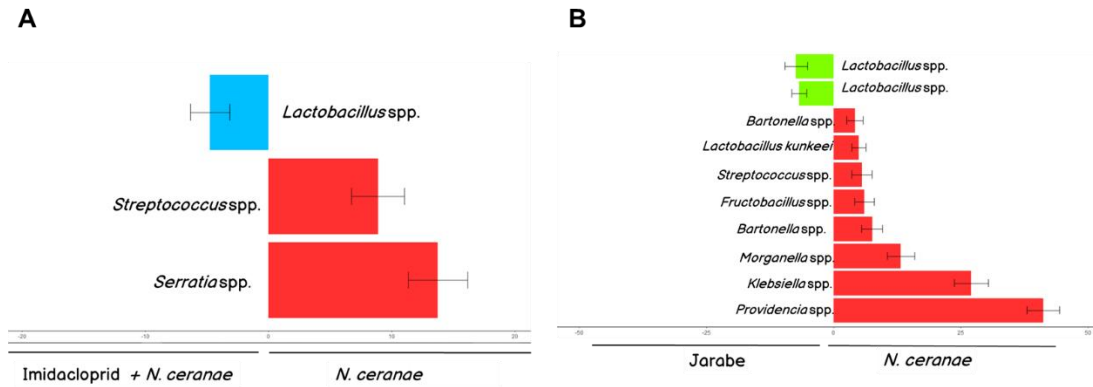 A
Lactobacillus spp.
Streptococcus spp.
Serratia spp.
-20 -10 0 10 20
Imidacloprid + N. ceranae N. ceranae
B
Lactobacillus spp.
Lactobacillus spp.
Bartonella spp.
Lactobacillus kunkeei
Streptococcus spp.
Fructobacillus spp.
Bartonella spp.
Morganella spp.
Klebsiella spp.
Providencia spp.
-50 -25 0 25 50
Jarabe N. ceranae